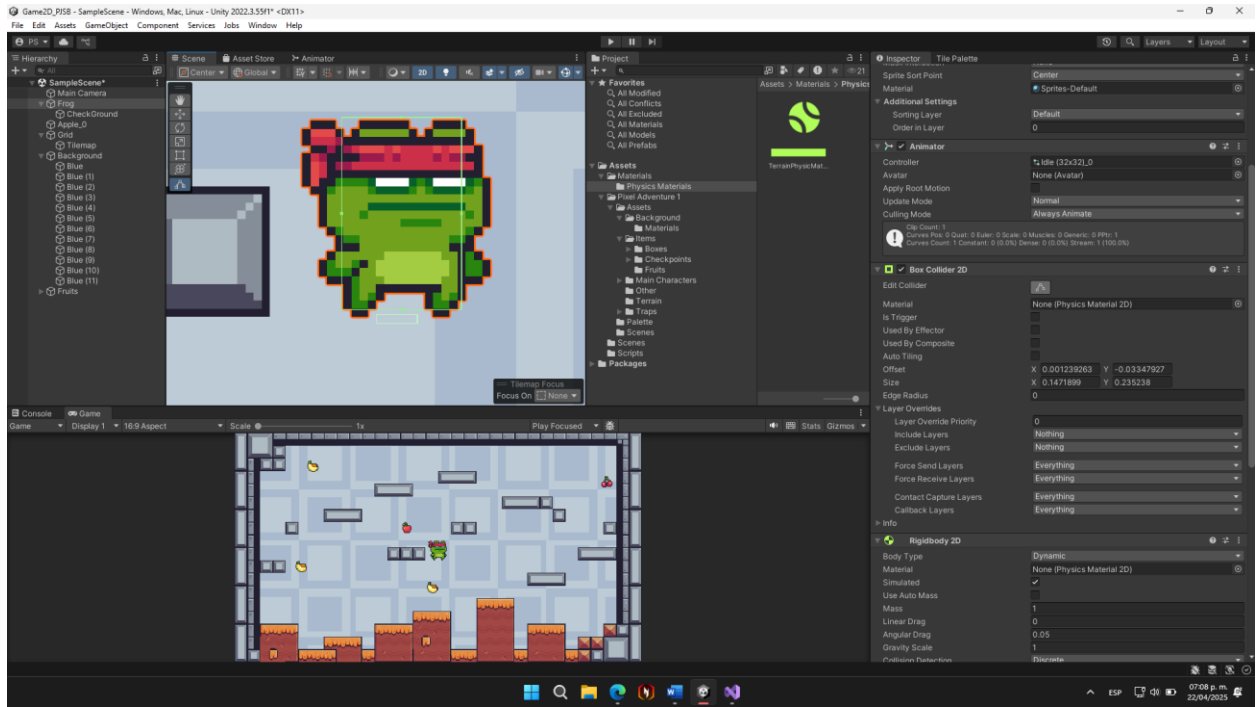 Game2D_PJSB - SampleScene - Windows, Mac, Linux - Unity 2022.3.55f1* <DX11>
File Edit Assets GameObject Component Services Jobs Window Help
PS Layers Layout
Hierarchy
All
SampleScene*
Main Camera
Frog
CheckGround
Apple_0
Grid
Tilemap
Background
Blue
Blue (1)
Blue (2)
Blue (3)
Blue (4)
Blue (5)
Blue (6)
Blue (7)
Blue (8)
Blue (9)
Blue (10)
Blue (11)
Fruits
Scene Asset Store Animator
Center Global 2D
Tilemap Focus
Focus On None
Project
21
Favorites
All Modified
All Conflicts
All Excluded
All Materials
All Models
All Prefabs
Assets
Materials
Physics Materials
Pixel Adventure 1
Assets
Background
Materials
Items
Boxes
Checkpoints
Fruits
Main Characters
Other
Terrain
Traps
Palette
Scenes
Scenes
Scripts
Packages
Assets > Materials > Physics
TerrainPhysicMat...
Inspector Tile Palette
Sprite Sort Point Center
Material Sprites-Default
Additional Settings
Sorting Layer Default
Order in Layer 0
Animator
Controller Idle (32x32)_0
Avatar None (Avatar)
Apply Root Motion
Update Mode Normal
Culling Mode Always Animate
Clip Count: 1
Curves Pos: 0 Quat: 0 Euler: 0 Scale: 0 Muscles: 0 Generic: 0 PPtr: 1
Curves Count: 1 Constant: 0 (0.0%) Dense: 0 (0.0%) Stream: 1 (100.0%)
Box Collider 2D
Edit Collider
Material None (Physics Material 2D)
Is Trigger
Used By Effector
Used By Composite
Auto Tiling
Offset X 0.001239263 Y -0.03347927
Size X 0.1471899 Y 0.235238
Edge Radius 0
Layer Overrides
Layer Override Priority 0
Include Layers Nothing
Exclude Layers Nothing
Force Send Layers Everything
Force Receive Layers Everything
Contact Capture Layers Everything
Callback Layers Everything
Info
Rigidbody 2D
Body Type Dynamic
Material None (Physics Material 2D)
Simulated
Use Auto Mass
Mass 1
Linear Drag 0
Angular Drag 0.05
Gravity Scale 1
Collision Detection Discrete
Console Game
Game Display 1 16:9 Aspect Scale 1x Play Focused Stats Gizmos
ESP 07:08 p. m.
22/04/2025